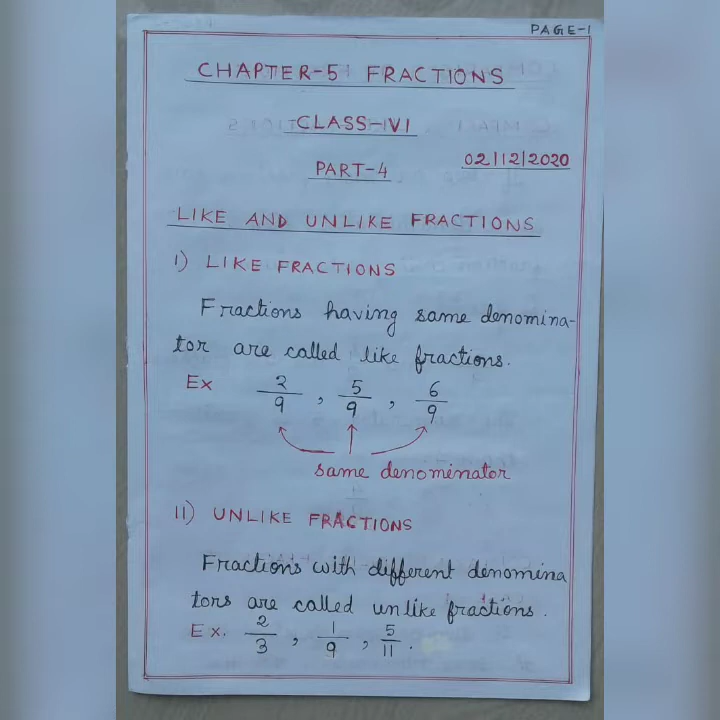 PAGE-1
CHAPTER-5 FRACTIONS
CLASS-VI
PART-4
02/12/2020
LIKE AND UNLIKE FRACTIONS
I) LIKE FRACTIONS
Fractions having same denomina-
tor are called like fractions.
Ex 2/9, 5/9, 6/9
same denominator
II) UNLIKE FRACTIONS
Fractions with different denomina
tors are called unlike fractions.
Ex. 2/3, 1/9, 5/11.